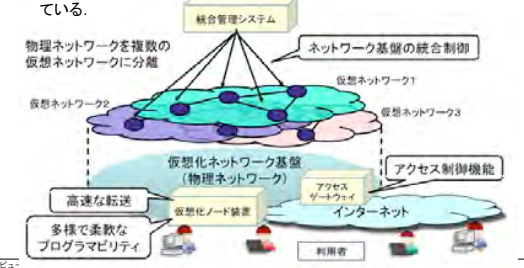 ている.
統合管理システム
物理ネットワークを複数の
仮想ネットワークに分離
ネットワーク基盤の統合制御
仮想ネットワーク1
仮想ネットワーク2
仮想ネットワーク3
仮想化ネットワーク基盤
(物理ネットワーク)
アクセス制御機能
アクセス
ゲートウェイ
高速な転送
仮想化ノード装置
インターネット
多様で柔軟な
プログラマビリティ
利用者
ビュー